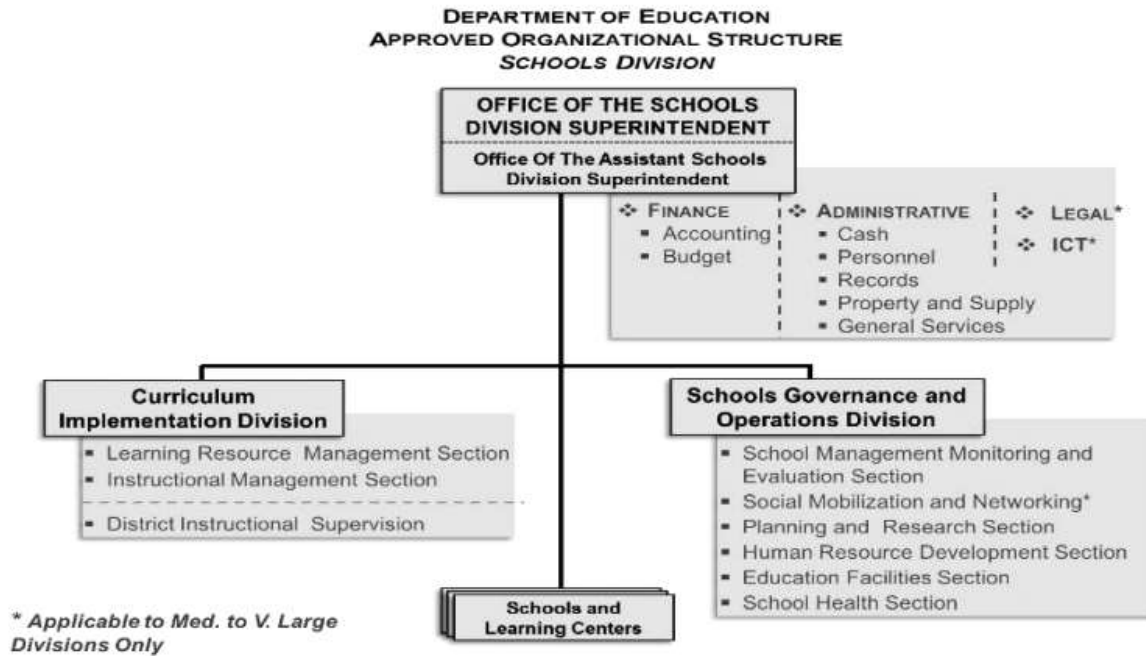 DEPARTMENT OF EDUCATION
APPROVED ORGANIZATIONAL STRUCTURE
SCHOOLS DIVISION
OFFICE OF THE SCHOOLS
DIVISION SUPERINTENDENT
Office Of The Assistant Schools
Division Superintendent
❖ FINANCE
▪ Accounting
▪ Budget
❖ ADMINISTRATIVE
▪ Cash
▪ Personnel
▪ Records
▪ Property and Supply
▪ General Services
❖ LEGAL*
❖ ICT*
Curriculum
Implementation Division
▪ Learning Resource Management Section
▪ Instructional Management Section
▪ District Instructional Supervision
Schools Governance and
Operations Division
▪ School Management Monitoring and
Evaluation Section
▪ Social Mobilization and Networking*
▪ Planning and Research Section
▪ Human Resource Development Section
▪ Education Facilities Section
▪ School Health Section
Schools and
Learning Centers
* Applicable to Med. to V. Large
Divisions Only